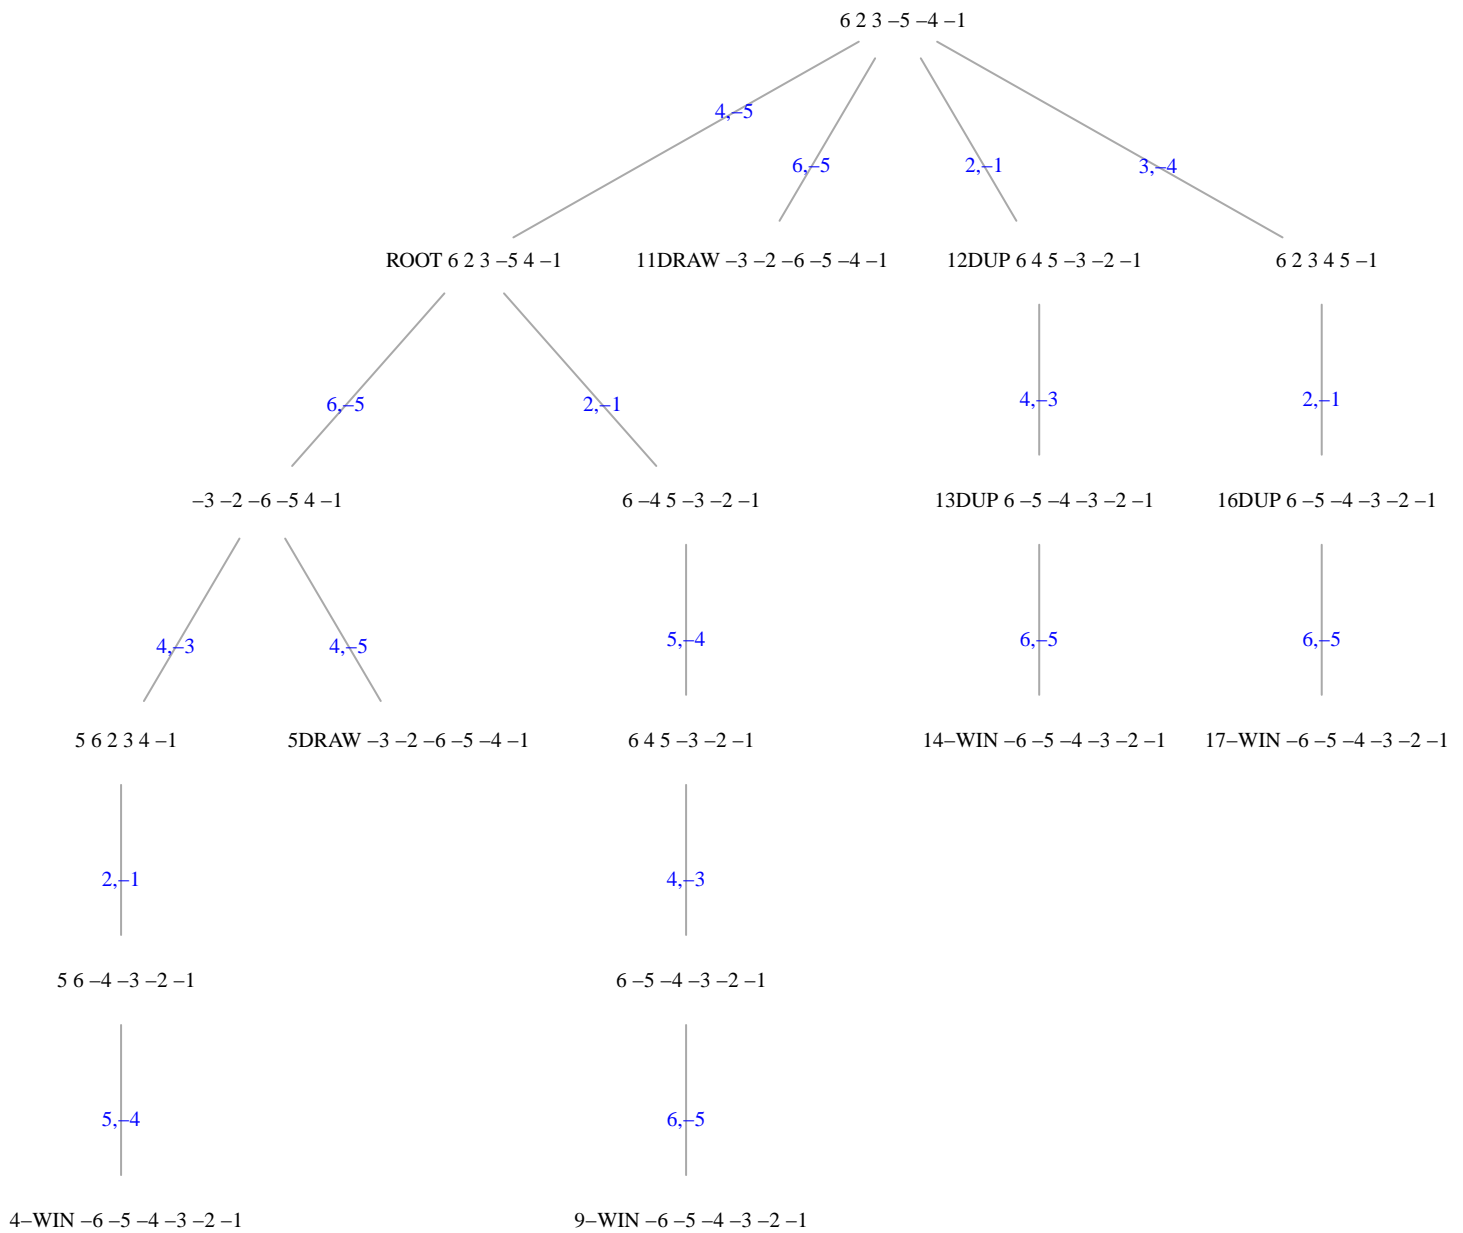 6 2 3 –5 –4 –1
4,–5
6,–5
2,–1
3,–4
ROOT 6 2 3 –5 4 –1
11DRAW –3 –2 –6 –5 –4 –1
12DUP 6 4 5 –3 –2 –1
6 2 3 4 5 –1
6,–5
2,–1
4,–3
2,–1
–3 –2 –6 –5 4 –1
6 –4 5 –3 –2 –1
13DUP 6 –5 –4 –3 –2 –1
16DUP 6 –5 –4 –3 –2 –1
4,–3
4,–5
5,–4
6,–5
6,–5
5 6 2 3 4 –1
5DRAW –3 –2 –6 –5 –4 –1
6 4 5 –3 –2 –1
14–WIN –6 –5 –4 –3 –2 –1
17–WIN –6 –5 –4 –3 –2 –1
2,–1
4,–3
5 6 –4 –3 –2 –1
6 –5 –4 –3 –2 –1
5,–4
6,–5
4–WIN –6 –5 –4 –3 –2 –1
9–WIN –6 –5 –4 –3 –2 –1